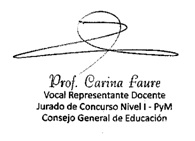 Prof. Carina Faure
Vocal Representante Docente
Jurado de Concurso Nivel I - PyM
Consejo General de Educación